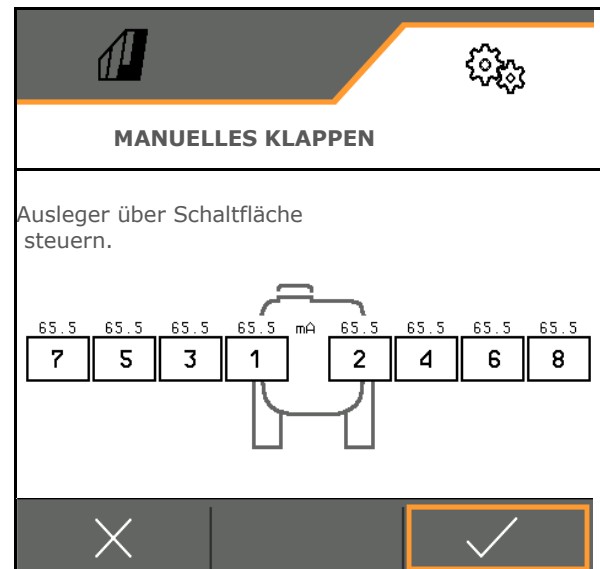 MANUELLES KLAPPEN
Ausleger über Schaltfläche
steuern.
65.5 65.5 65.5 65.5 mA 65.5 65.5 65.5 65.5
7 5 3 1 2 4 6 8